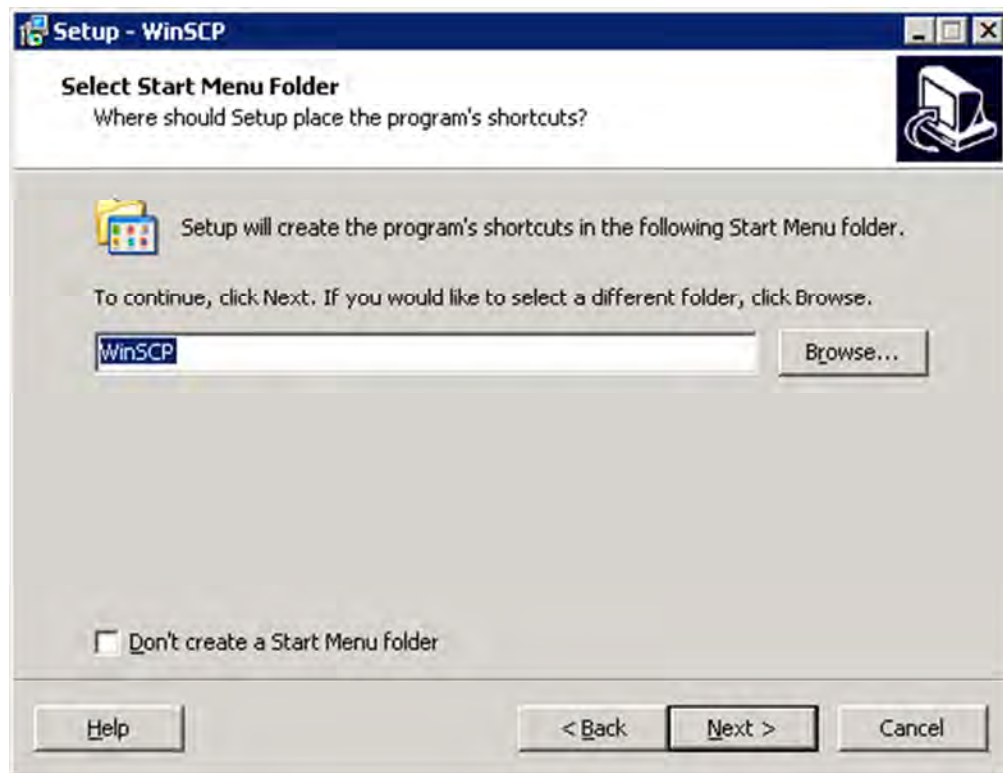 Setup - WinSCP
Select Start Menu Folder
Where should Setup place the program's shortcuts?
Setup will create the program's shortcuts in the following Start Menu folder.
To continue, click Next. If you would like to select a different folder, click Browse.
WinSCP
Browse...
Don't create a Start Menu folder
Help
< Back
Next >
Cancel